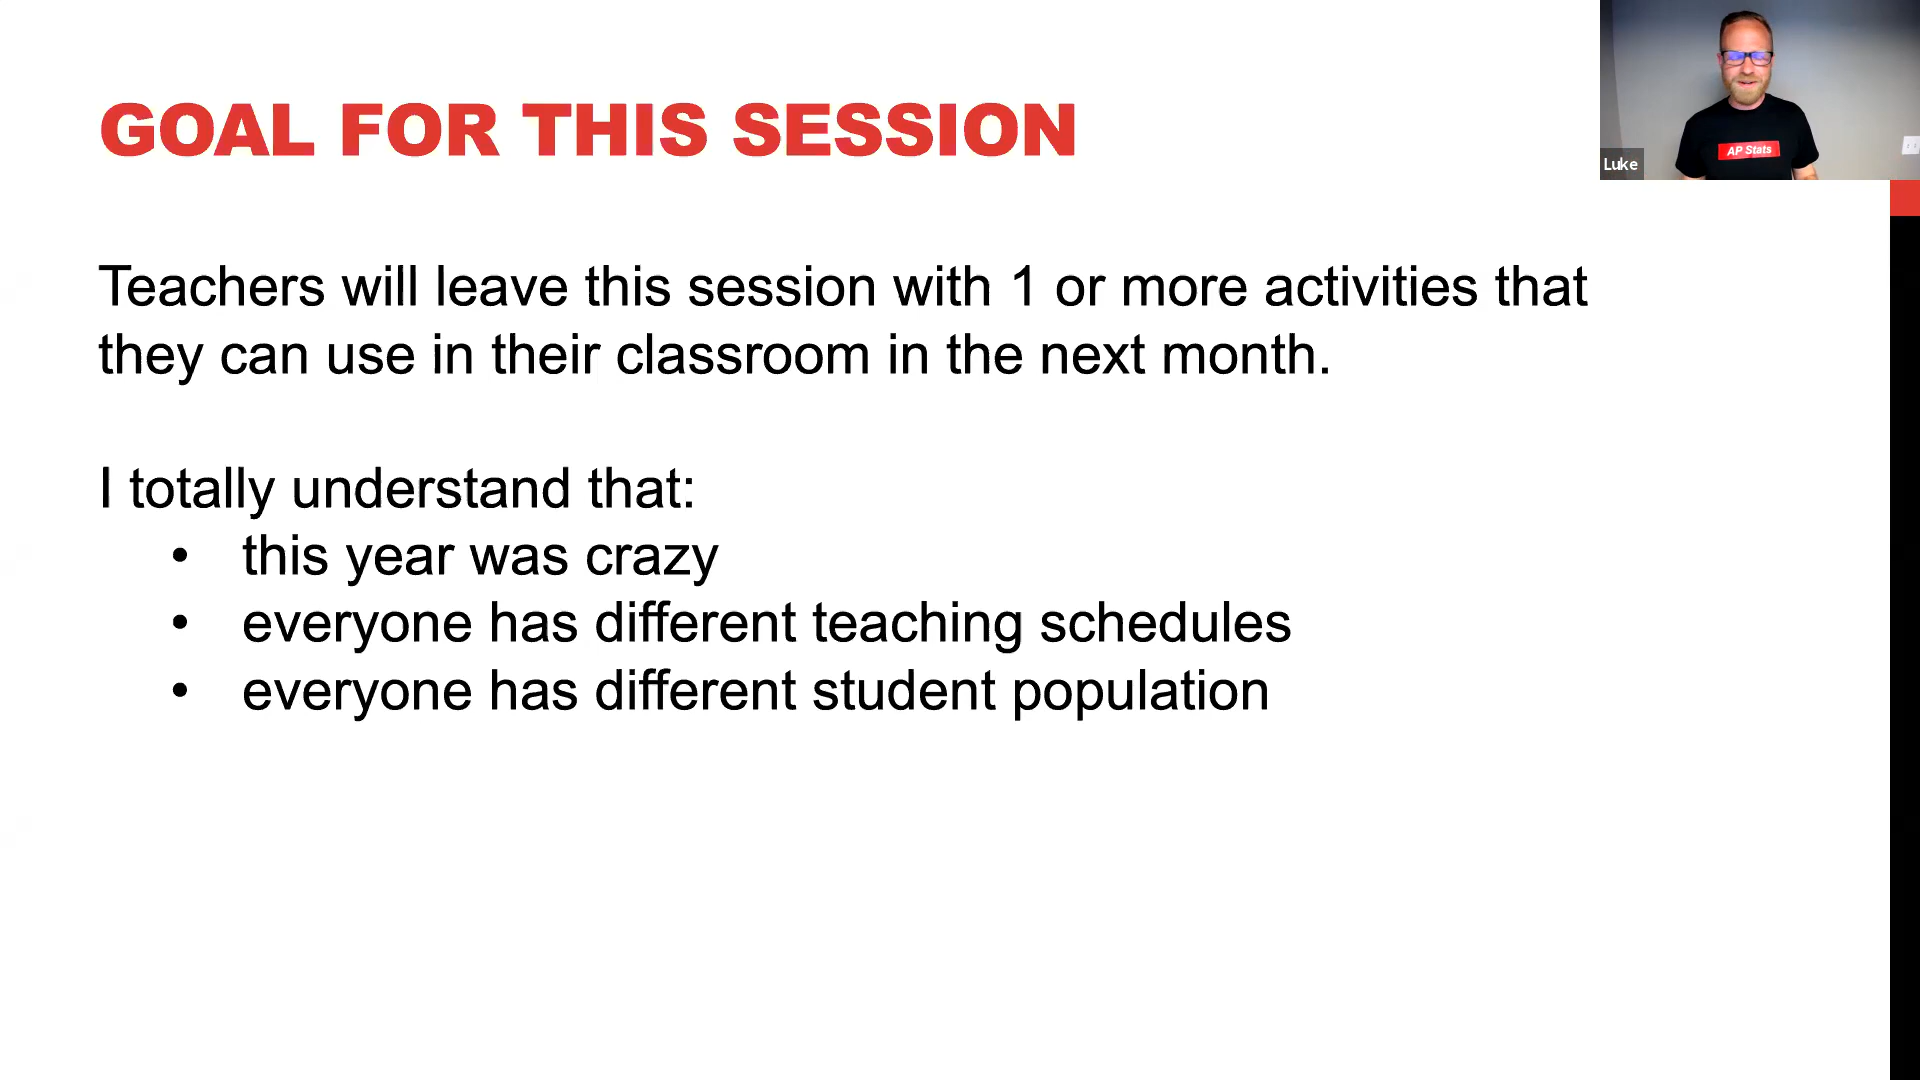 GOAL FOR THIS SESSION
Teachers will leave this session with 1 or more activities that
they can use in their classroom in the next month.
I totally understand that:
• this year was crazy
• everyone has different teaching schedules
• everyone has different student population
AP Stats
Luke